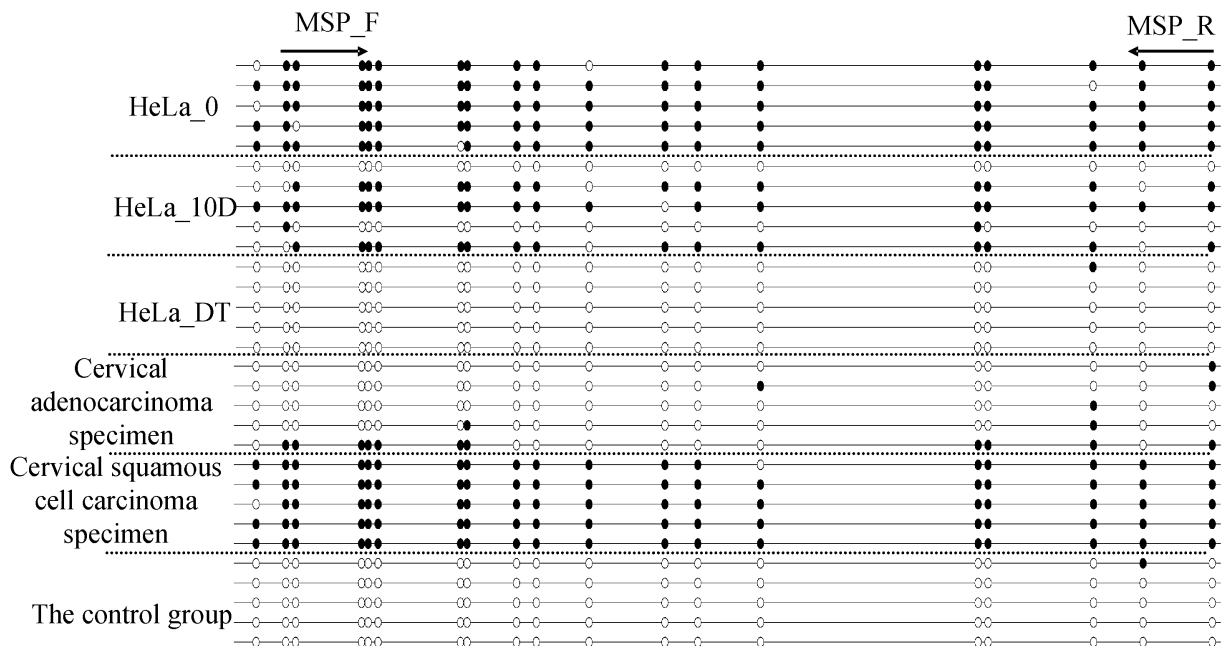 MSP_F
MSP_R
HeLa_0
HeLa_10D
HeLa_DT
Cervical
adenocarcinoma
specimen
Cervical squamous
cell carcinoma
specimen
The control group